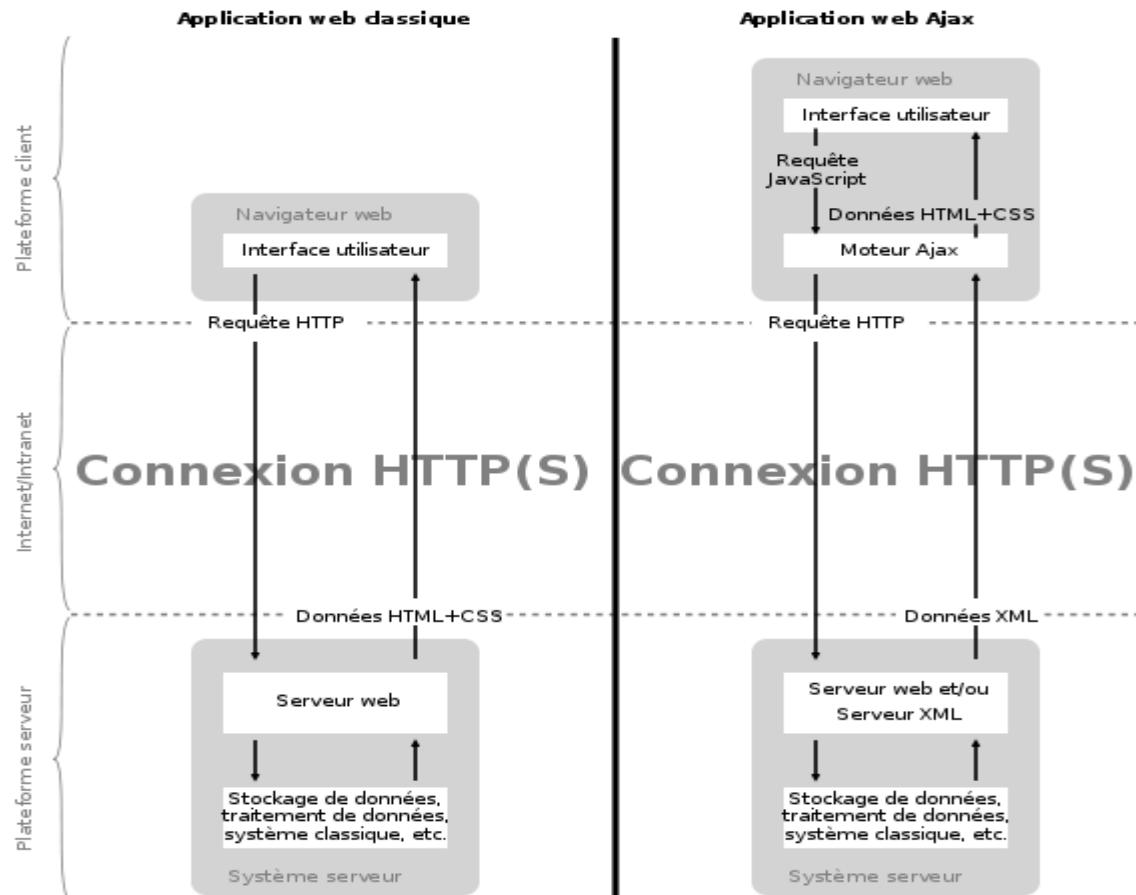 Application web classique
Application web Ajax
Plateforme client
Internet/Intranet
Plateforme serveur
Navigateur web
Interface utilisateur
Requête HTTP
Connexion HTTP(S)
Données HTML+CSS
Serveur web
Stockage de données,
traitement de données,
système classique, etc.
Système serveur
Navigateur web
Interface utilisateur
Requête
JavaScript
Données HTML+CSS
Moteur Ajax
Requête HTTP
Connexion HTTP(S)
Données XML
Serveur web et/ou
Serveur XML
Stockage de données,
traitement de données,
système classique, etc.
Système serveur